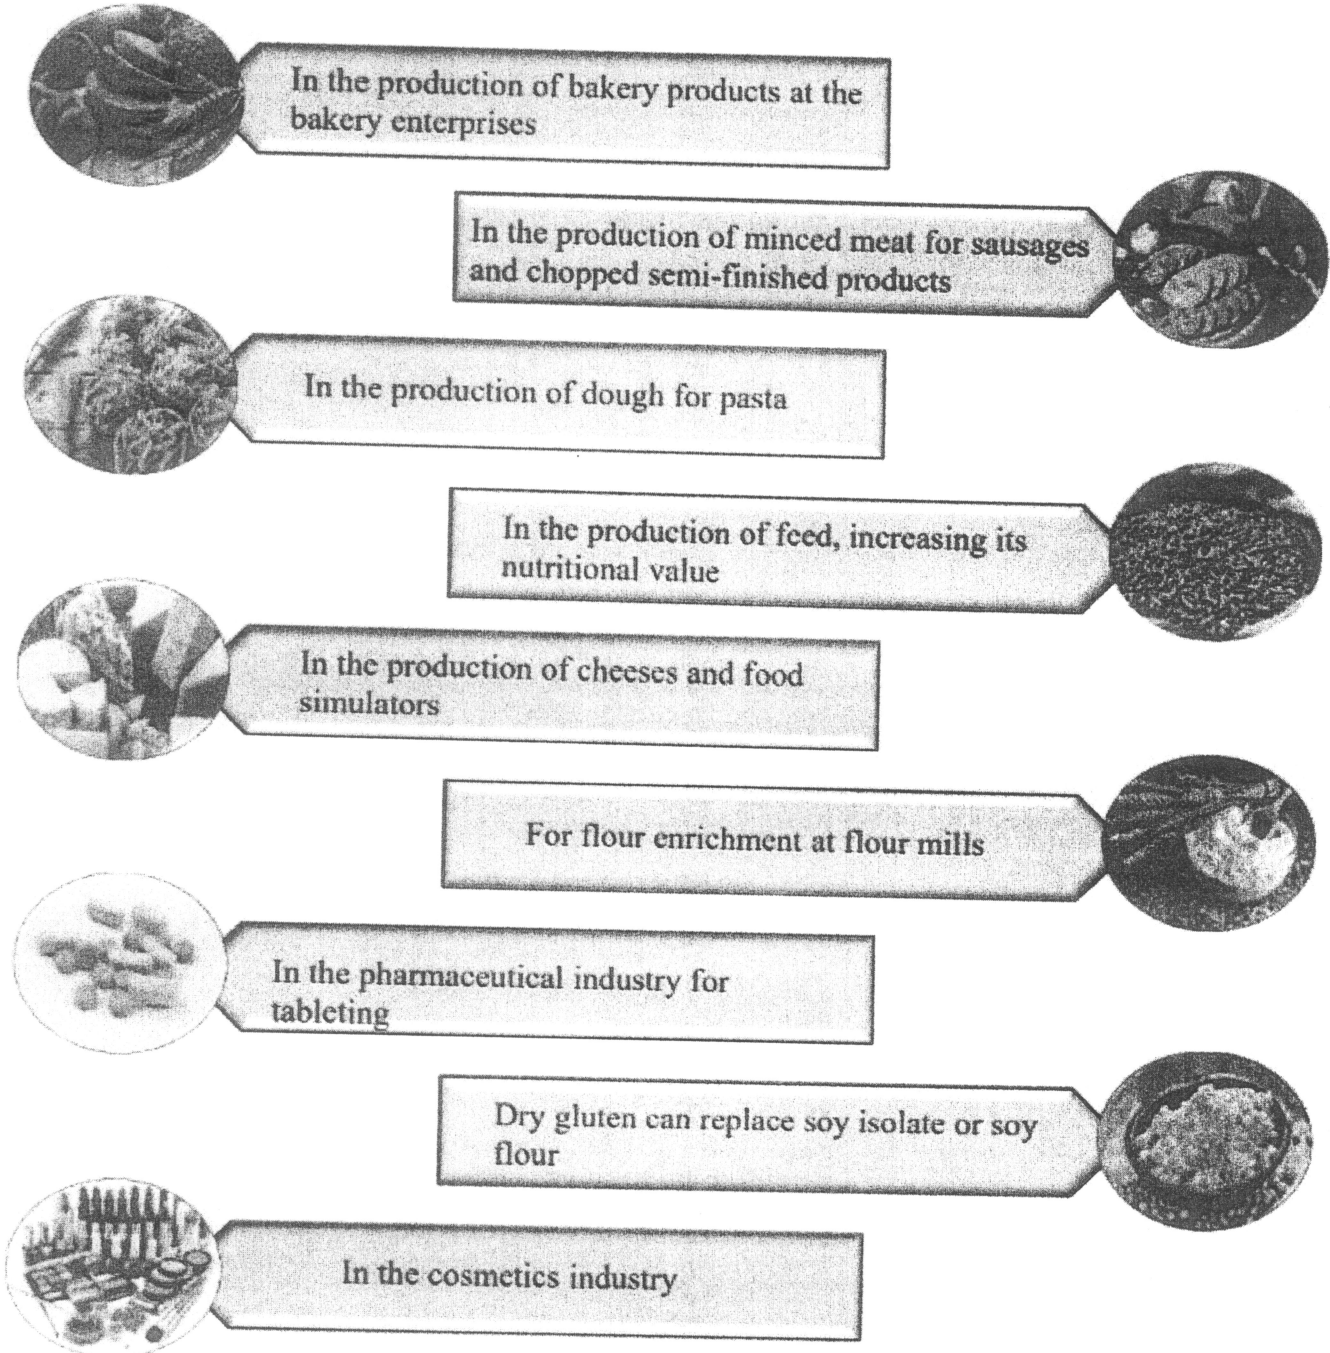 In the production of bakery products at the
bakery enterprises
In the production of minced meat for sausages
and chopped semi-finished products
In the production of dough for pasta
In the production of feed, increasing its
nutritional value
In the production of cheeses and food
simulators
For flour enrichment at flour mills
In the pharmaceutical industry for
tableting
Dry gluten can replace soy isolate or soy
flour
In the cosmetics industry